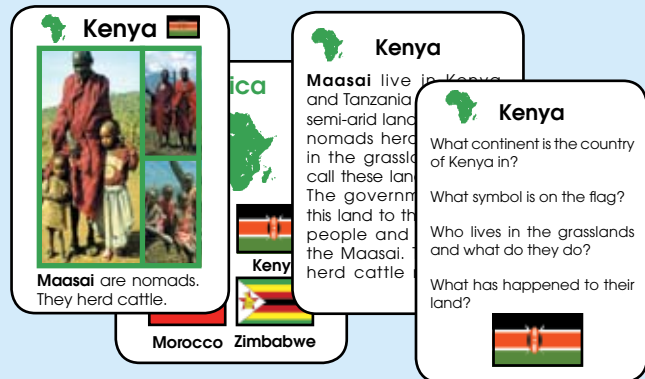 Kenya
Maasai are nomads.
They herd cattle.
ica
Keny
Morocco Zimbabwe
Kenya
Maasai live in Kenya
and Tanzania
semi-arid land
nomads herd
in the grassl
call these lan
The governm
this land to th
people and
the Maasai. T
herd cattle
Kenya
What continent is the country
of Kenya in?
What symbol is on the flag?
Who lives in the grasslands
and what do they do?
What has happened to their
land?